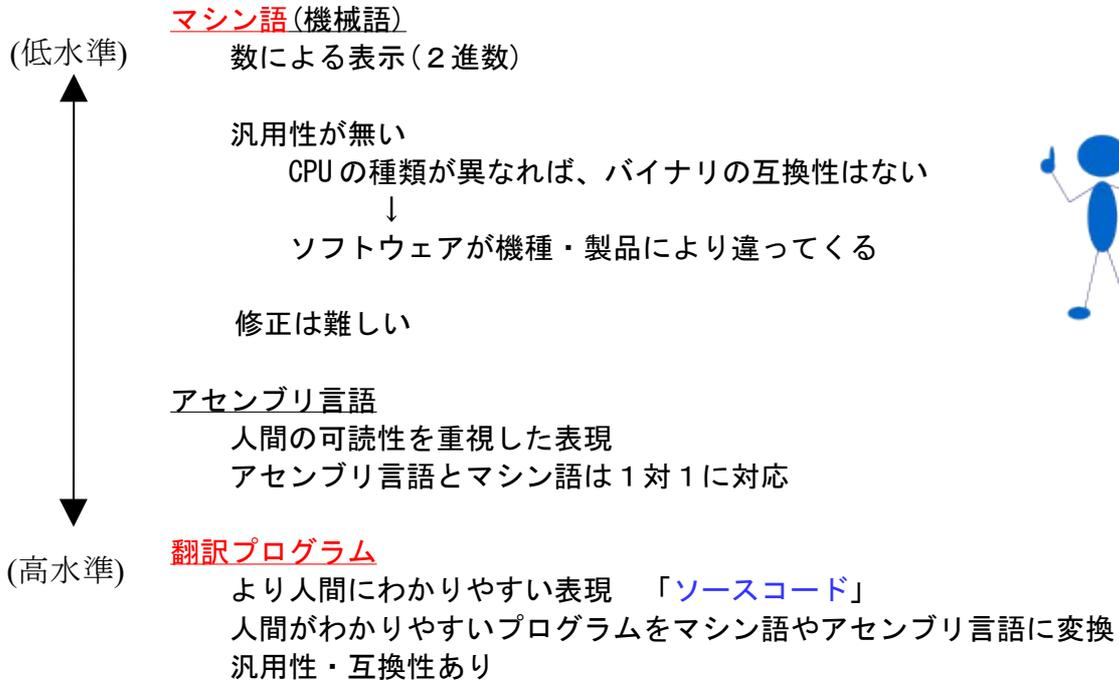 マシン語(機械語)
(低水準)
数による表示(２進数)
汎用性が無い
CPUの種類が異なれば、バイナリの互換性はない
↓
ソフトウェアが機種・製品により違ってくる
修正は難しい
アセンブリ言語
人間の可読性を重視した表現
アセンブリ言語とマシン語は１対１に対応
(高水準)
翻訳プログラム
より人間にわかりやすい表現　「ソースコード」
人間がわかりやすいプログラムをマシン語やアセンブリ言語に変換
汎用性・互換性あり